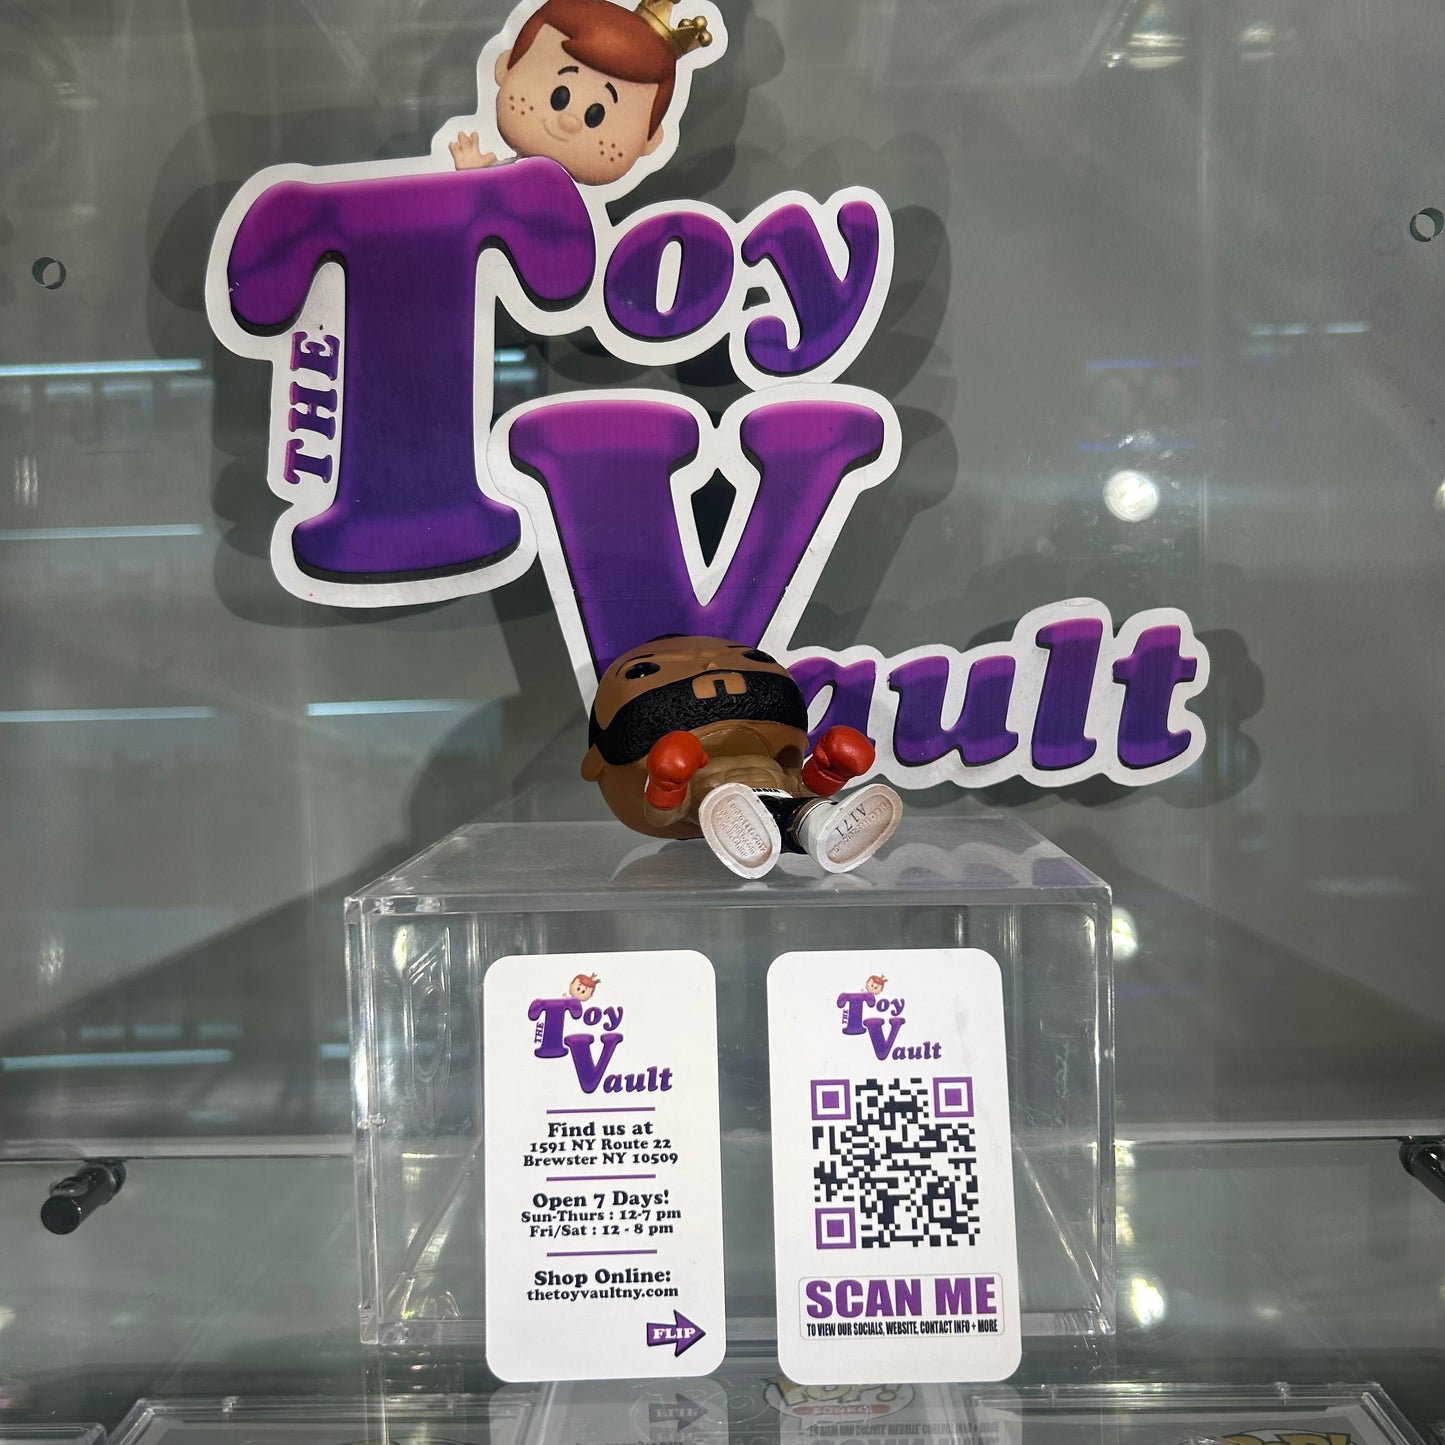 THE
Toy
Vault
A171
THE
Toy
Vault
Find us at
1591 NY Route 22
Brewster NY 10509
Open 7 Days!
Sun-Thurs : 12-7 pm
Fri/Sat : 12 - 8 pm
Shop Online:
thetoyvaultny.com
FLIP
THE
Toy
Vault
SCAN ME
TO VIEW OUR SOCIALS, WEBSITE, CONTACT INFO + MORE